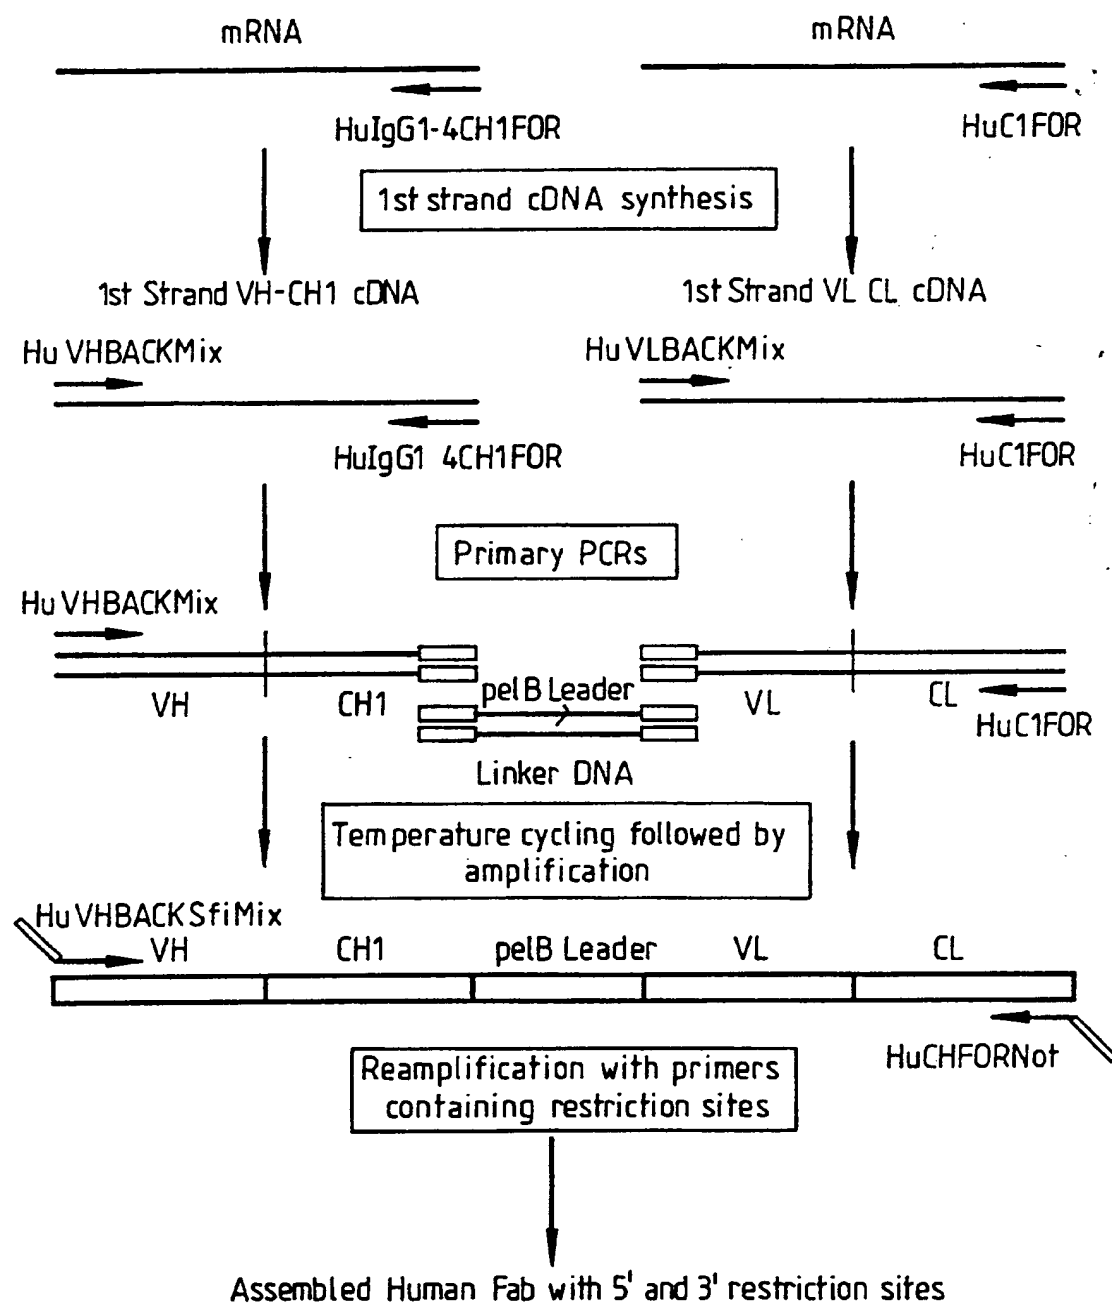 mRNA
mRNA
HuIgG1-4CH1FOR
HuC1FOR
1st strand cDNA synthesis
1st Strand VH-CH1 cDNA
1st Strand VL CL cDNA
Hu VHBACKMix
Hu VLBACKMix
HuIgG1 4CH1FOR
HuC1FOR
Primary PCRs
Hu VHBACKMix
VH
CH1
pelB Leader
VL
CL
HuC1FOR
Linker DNA
Temperature cycling followed by
amplification
Hu VHBACKSfiMix
VH
CH1
pelB Leader
VL
CL
HuCHFORNot
Reamplification with primers
containing restriction sites
Assembled Human Fab with 5' and 3' restriction sites